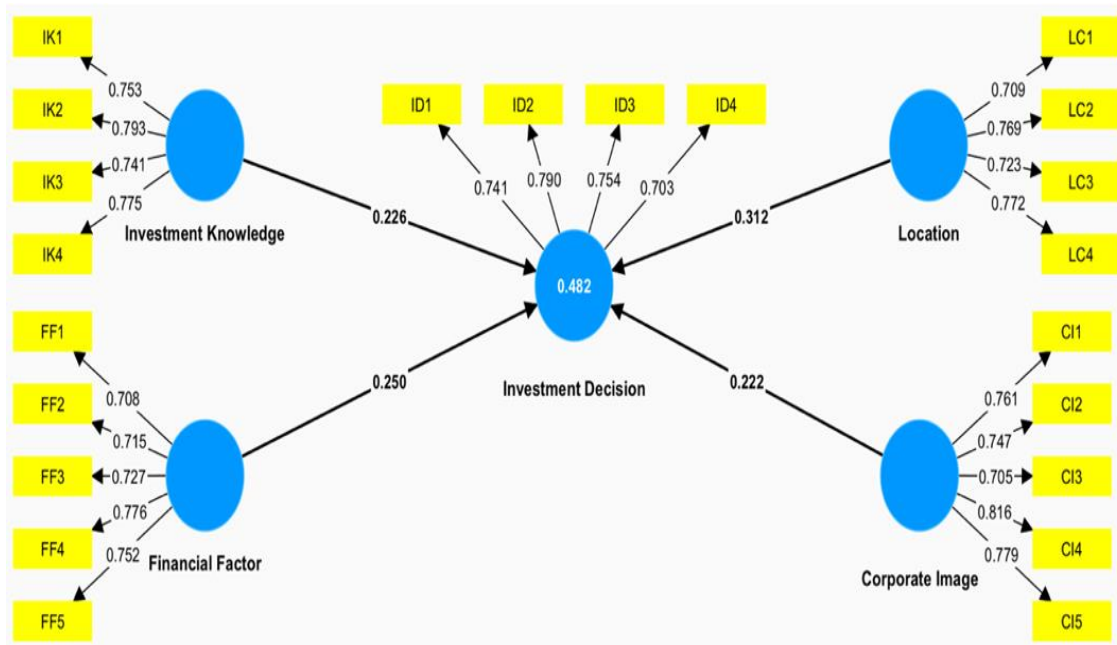 IK1
0.753
IK2
0.793
IK3
0.741
0.775
IK4
Investment Knowledge
ID1
ID2
ID3
ID4
0.741
0.790
0.754
0.703
LC1
0.709
LC2
0.769
0.723
LC3
0.772
LC4
Location
0.226
0.312
0.482
Investment Decision
0.250
0.222
FF1
0.708
FF2
0.715
FF3
0.727
0.776
FF4
0.752
FF5
Financial Factor
CI1
0.761
CI2
0.747
CI3
0.705
0.816
CI4
0.779
CI5
Corporate Image